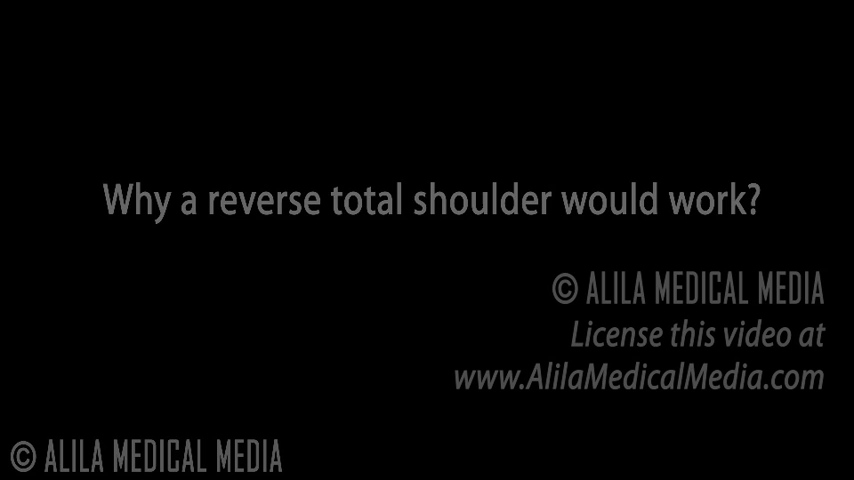 Why a reverse total shoulder would work?
© ALILA MEDICAL MEDIA
License this video at
www.AlilaMedicalMedia.com
© ALILA MEDICAL MEDIA